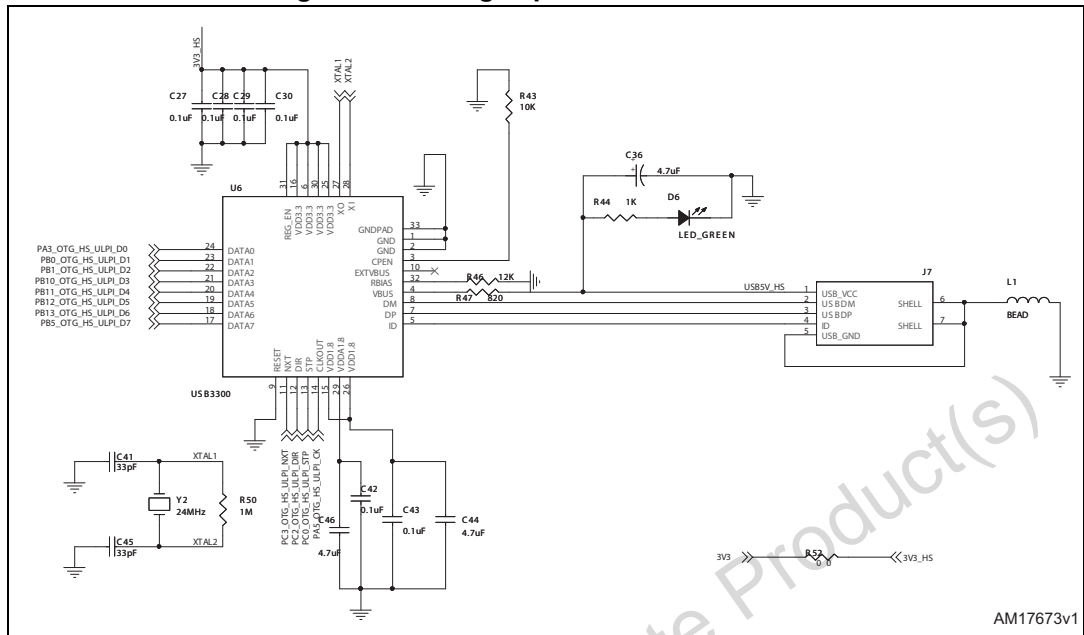 3V3_HS
XTAL1
XTAL2
C27
C28
C29
C30
0.1uF
0.1uF
0.1uF
0.1uF
R43
10K
C36
+
4.7uF
R44
1K
D6
LED_GREEN
U6
31
16
6
30
25
27
28
REG_EN
VDD3.3
VDD3.3
VDD3.3
VDD3.3
XO
XI
PA3_OTG_HS_ULPI_D0
24
DATA0
PB0_OTG_HS_ULPI_D1
23
DATA1
PB1_OTG_HS_ULPI_D2
22
DATA2
PB10_OTG_HS_ULPI_D3
21
DATA3
PB11_OTG_HS_ULPI_D4
20
DATA4
PB12_OTG_HS_ULPI_D5
19
DATA5
PB13_OTG_HS_ULPI_D6
18
DATA6
PB5_OTG_HS_ULPI_D7
17
DATA7
GNDPAD
33
GND
1
GND
2
CPEN
3
EXTVBUS
10
RBIAS
32
VBUS
4
DM
8
DP
7
ID
5
R46
12K
R47
820
USB5V_HS
J7
1
USB_VCC
2
USBDM
3
USBDP
4
ID
5
USB_GND
SHELL
6
SHELL
7
L1
BEAD
RESET
NXT
DIR
STP
CLKOUT
VDD1.8
VDDA1.8
VDD1.8
9
11
12
13
14
15
29
26
USB3300
PC3_OTG_HS_ULPI_NXT
PC2_OTG_HS_ULPI_DIR
PC0_OTG_HS_ULPI_STP
PA5_OTG_HS_ULPI_CK
C41
33pF
XTAL1
Y2
24MHz
R50
1M
C45
33pF
XTAL2
C46
4.7uF
C42
0.1uF
C43
0.1uF
C44
4.7uF
3V3
R52
0 0
3V3_HS
Product(s)
AM17673v1